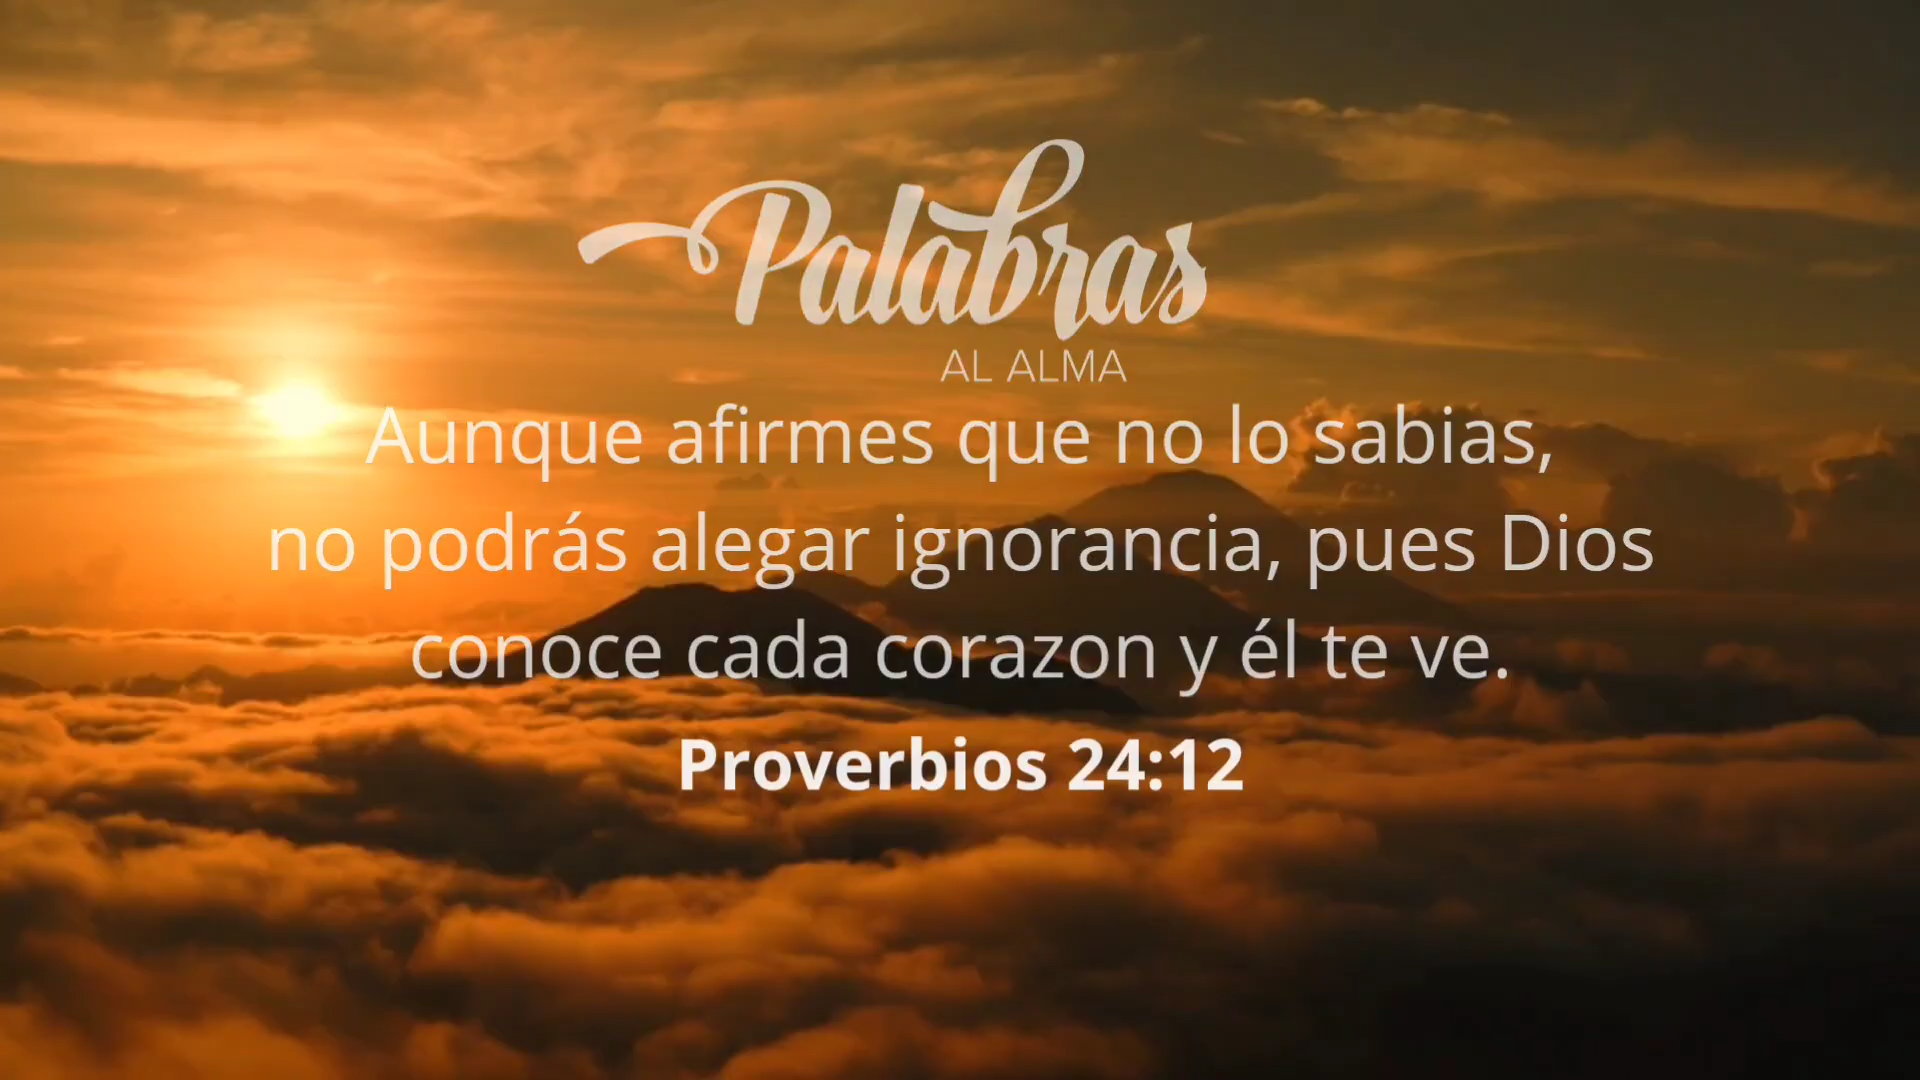 Palabras
AL ALMA
Aunque afirmes que no lo sabias,
no podrás alegar ignorancia, pues Dios
conoce cada corazon y él te ve.
Proverbios 24:12